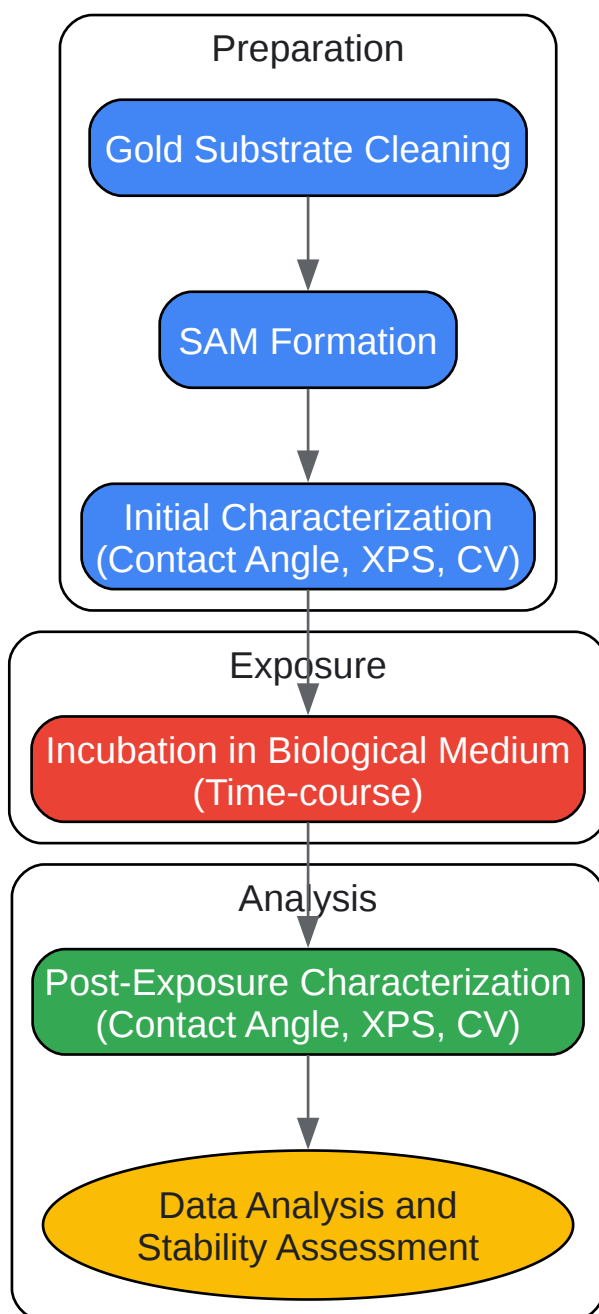 Preparation
Gold Substrate Cleaning
SAM Formation
Initial Characterization
(Contact Angle, XPS, CV)
Exposure
Incubation in Biological Medium
(Time-course)
Analysis
Post-Exposure Characterization
(Contact Angle, XPS, CV)
Data Analysis and
Stability Assessment